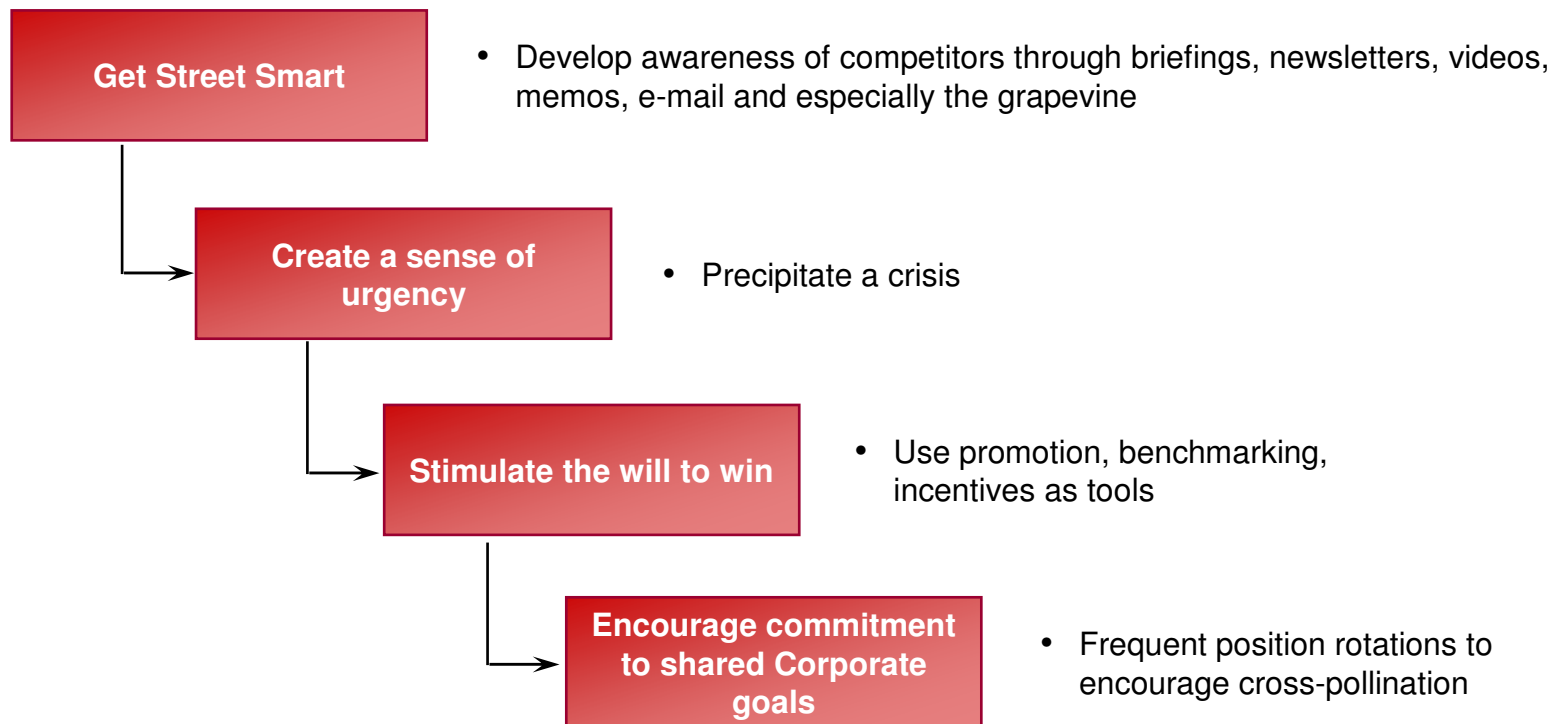 Get Street Smart
• Develop awareness of competitors through briefings, newsletters, videos,
memos, e-mail and especially the grapevine
Create a sense of
urgency
• Precipitate a crisis
Stimulate the will to win
• Use promotion, benchmarking,
incentives as tools
Encourage commitment
to shared Corporate
goals
• Frequent position rotations to
encourage cross-pollination